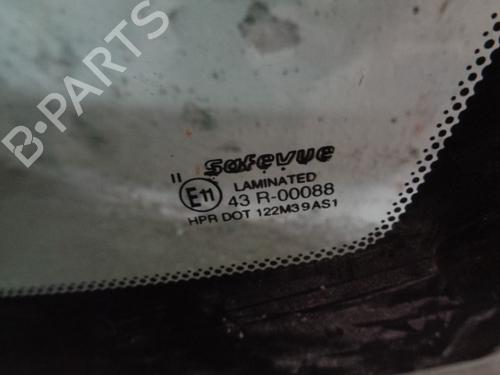 B-PARTS
Safevue
LAMINATED
E11 43 R-00088
HPR DOT 122M39AS1